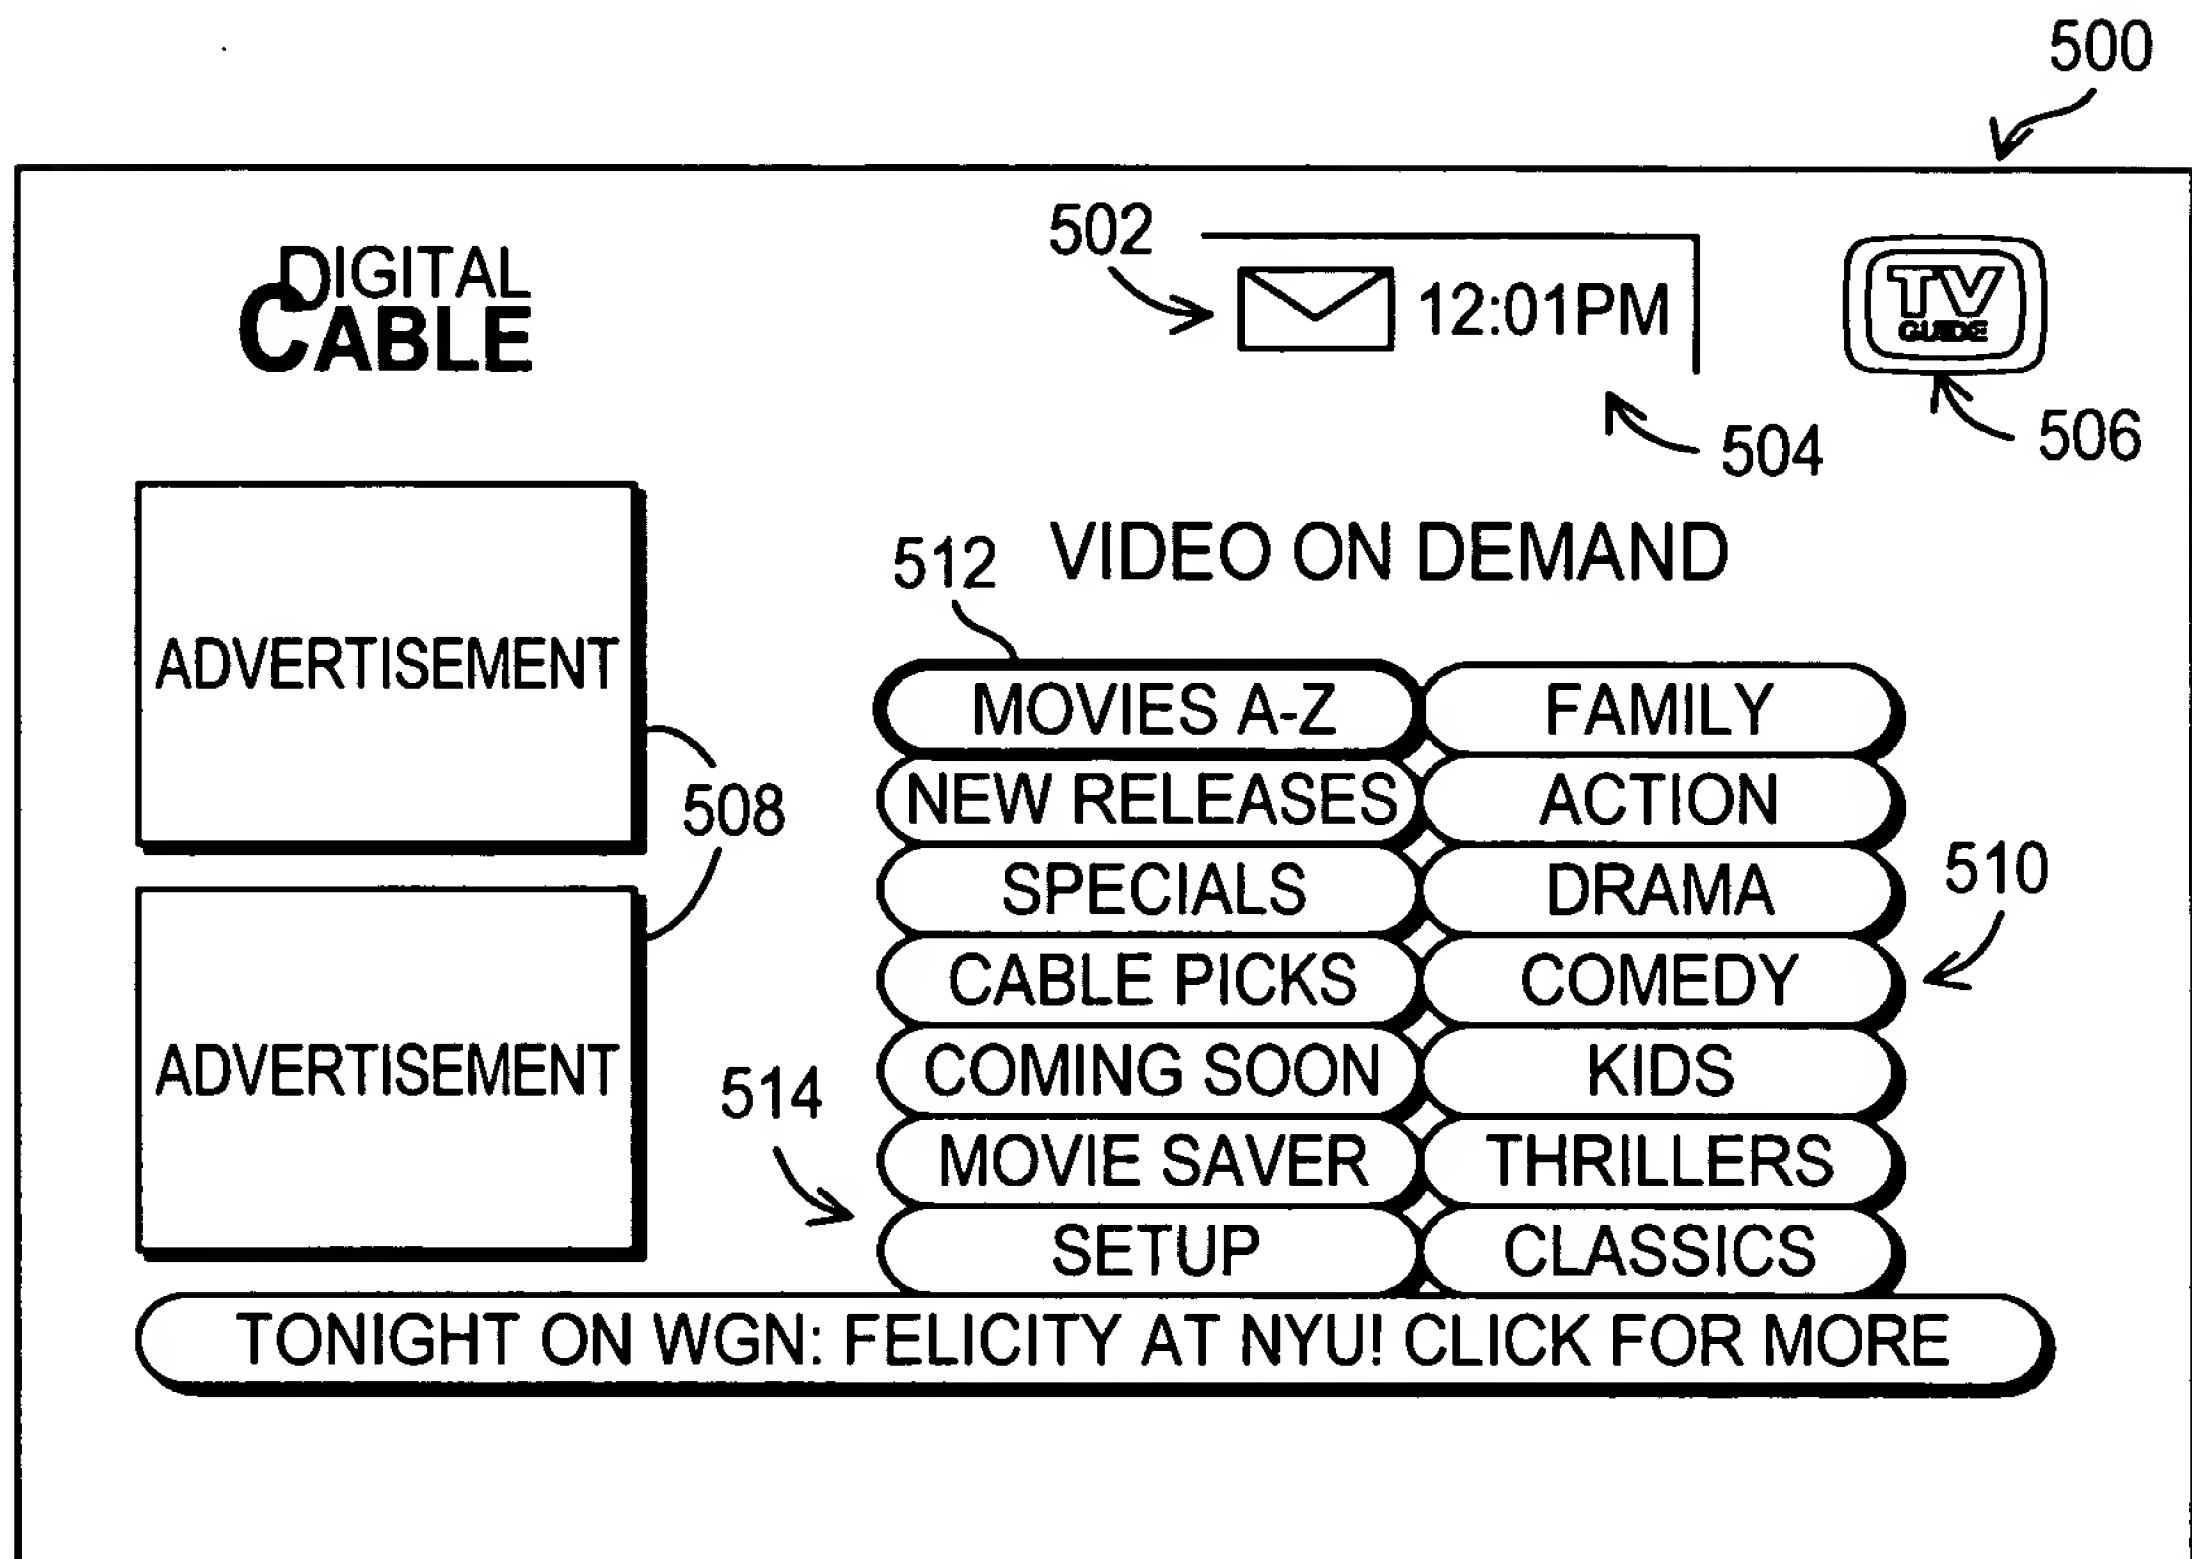 500
502
DIGITAL
CABLE
12:01PM
TV
GUIDE
504
506
VIDEO ON DEMAND
512
ADVERTISEMENT
MOVIES A-Z
FAMILY
NEW RELEASES
ACTION
508
SPECIALS
DRAMA
510
CABLE PICKS
COMEDY
ADVERTISEMENT
COMING SOON
KIDS
514
MOVIE SAVER
THRILLERS
SETUP
CLASSICS
TONIGHT ON WGN: FELICITY AT NYU! CLICK FOR MORE